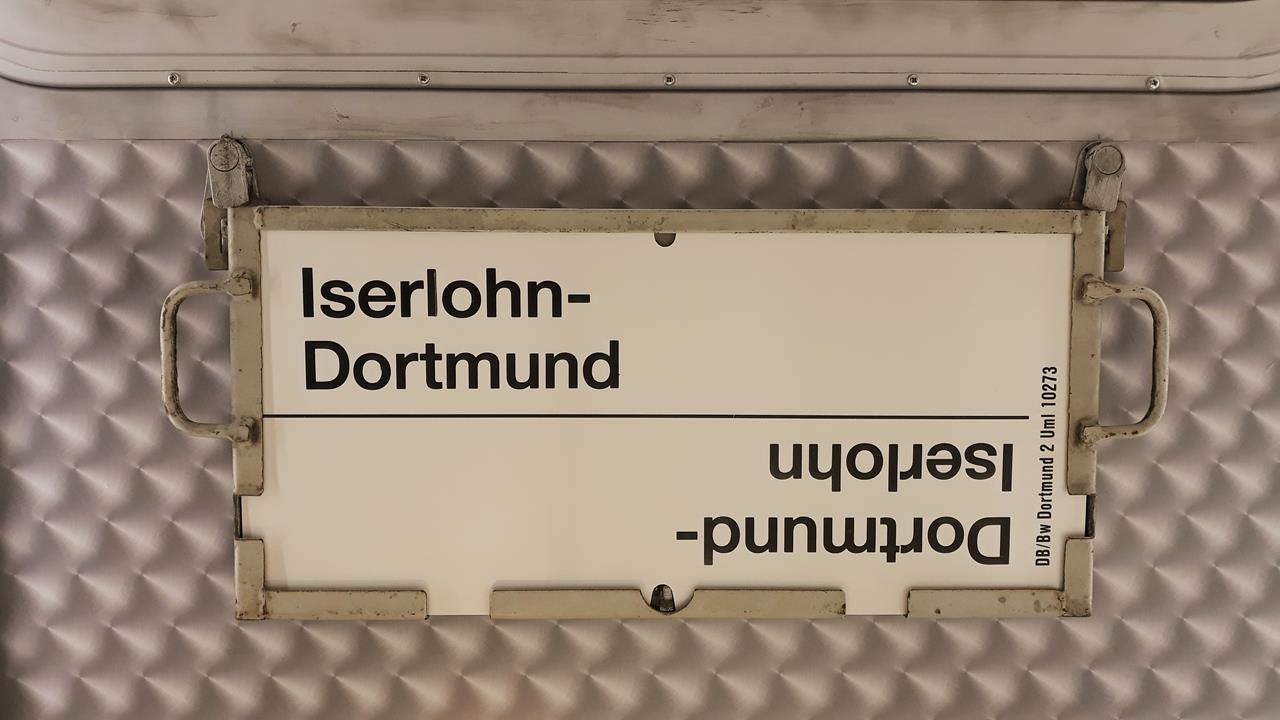 Iserlohn-
Dortmund
Dortmund-
Iserlohn
DB/Bw Dortmund 2 Uml 10273